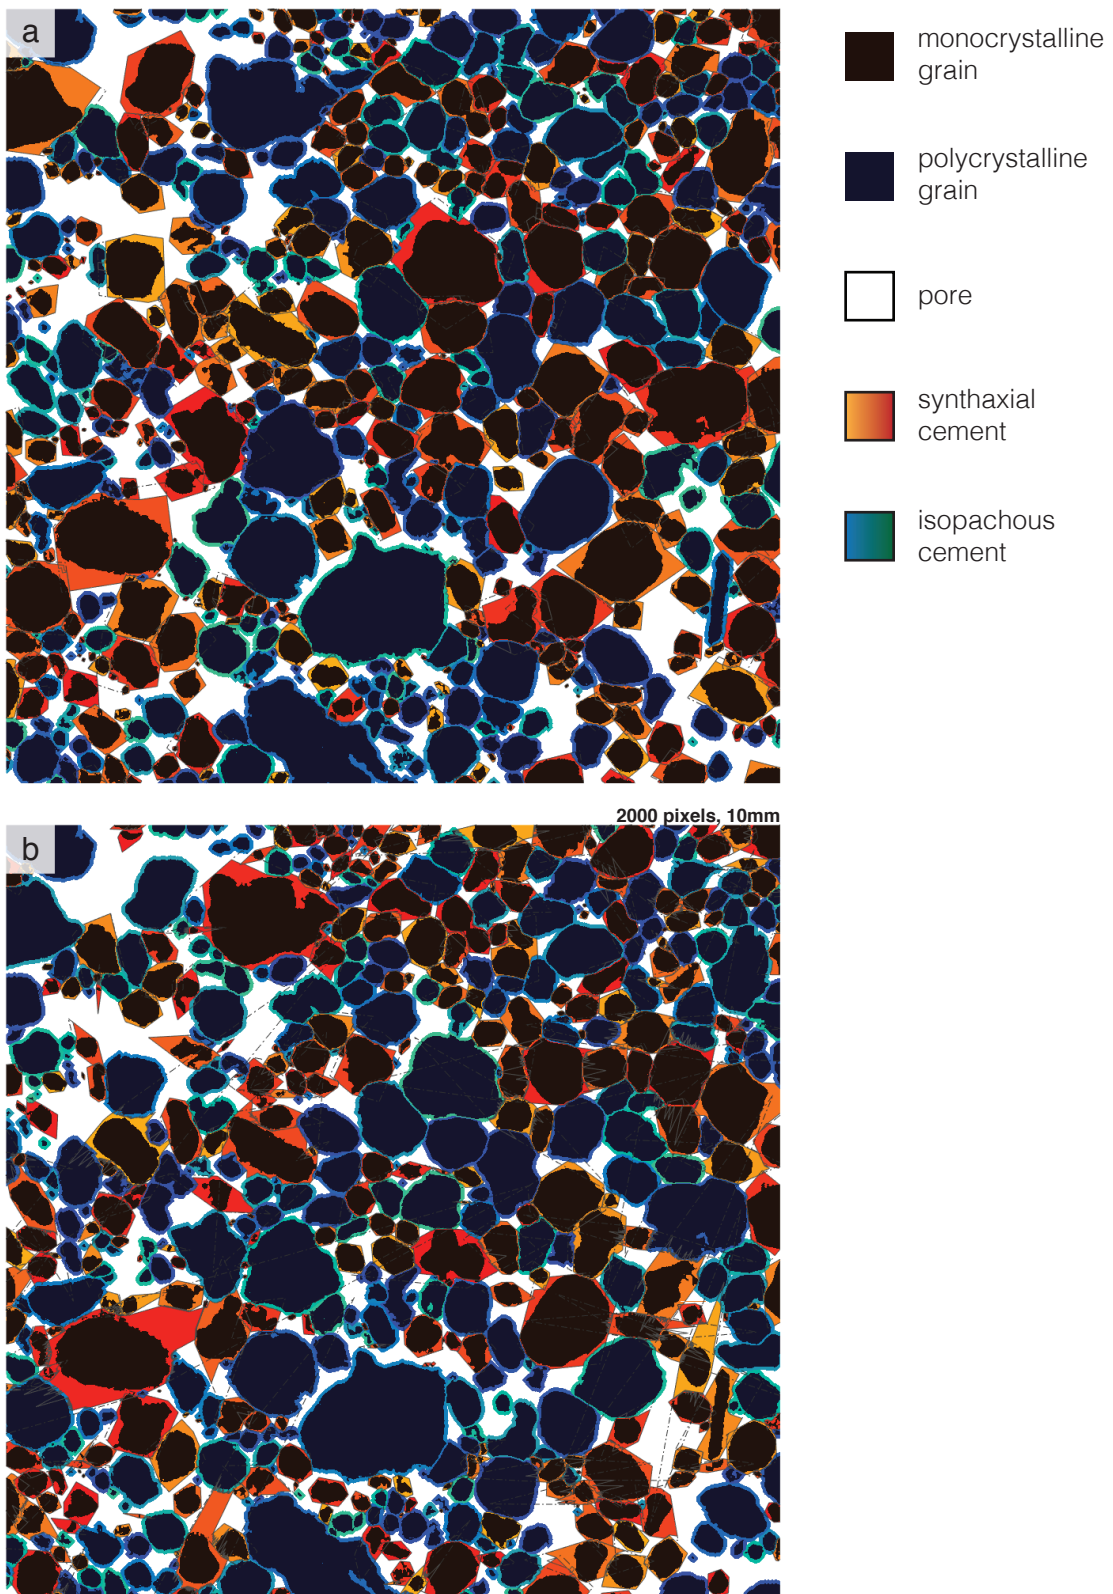 a
monocrystalline
grain
polycrystalline
grain
pore
synthaxial
cement
isopachous
cement
2000 pixels, 10mm
b